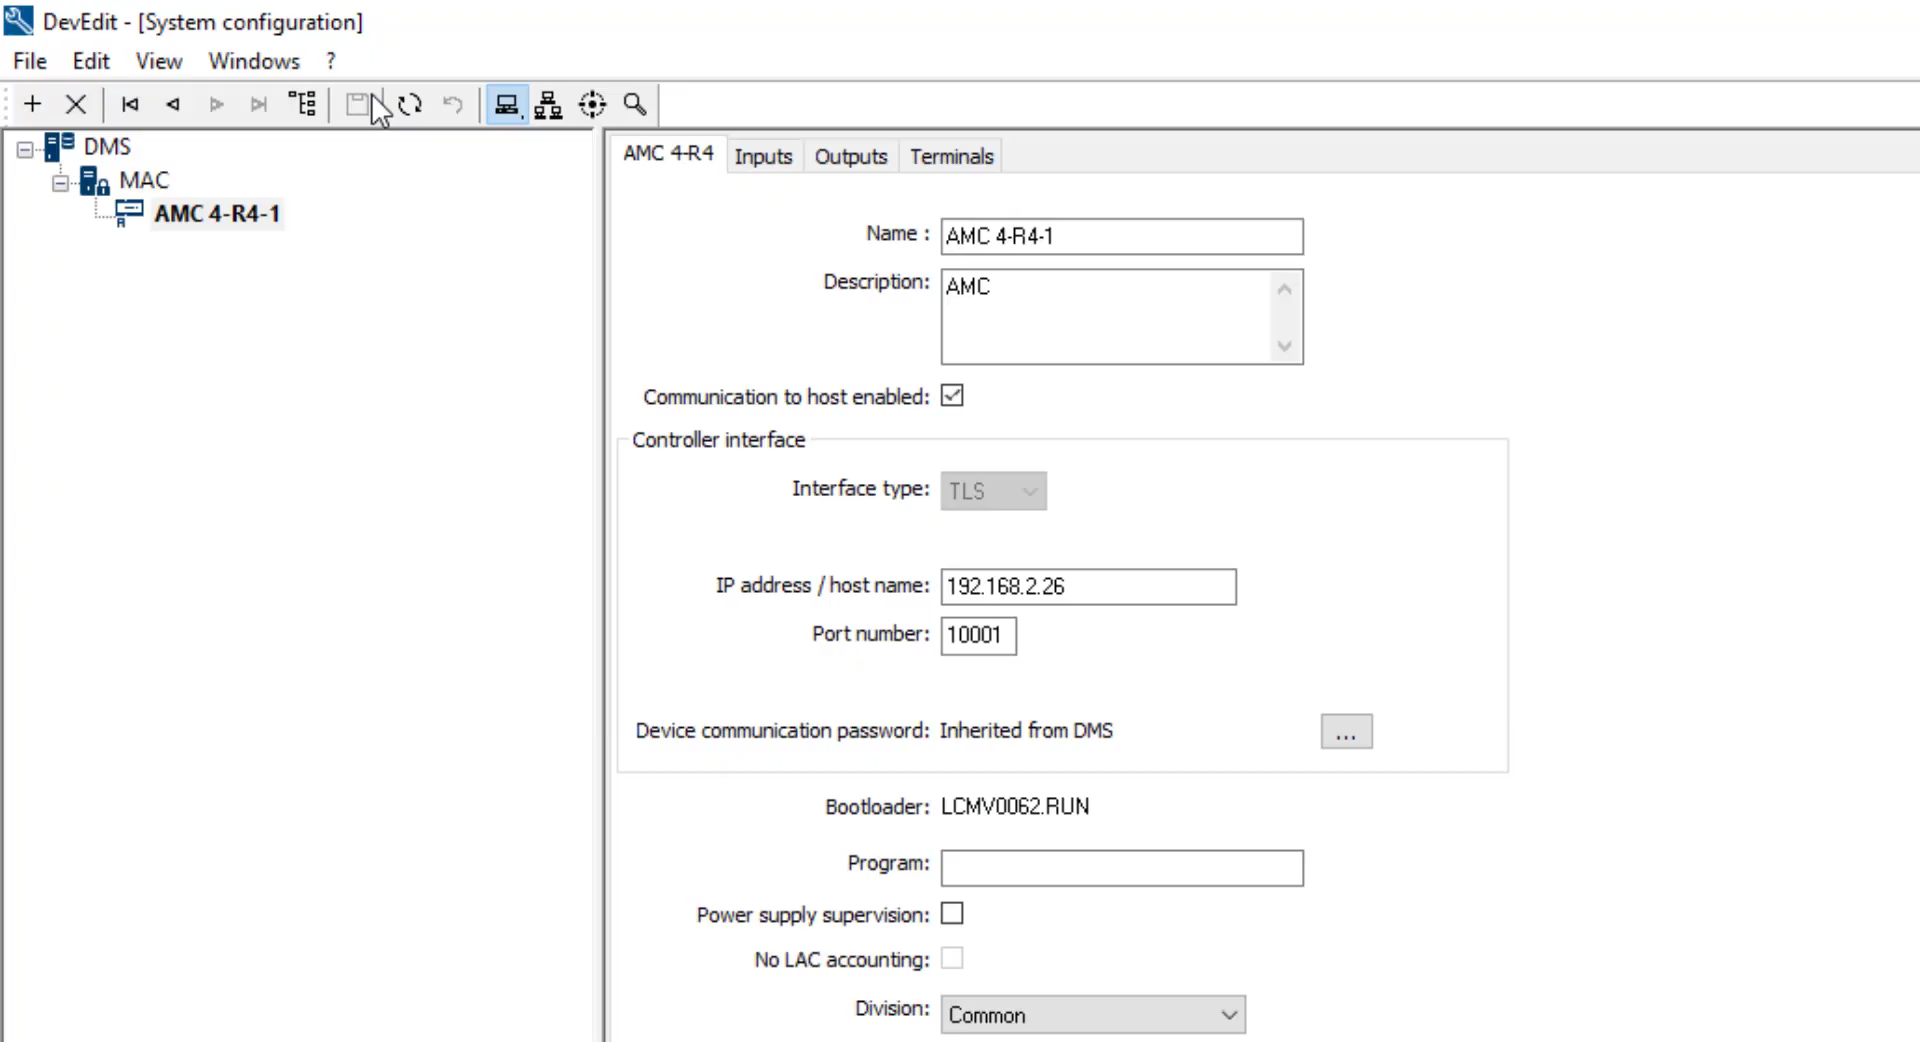 DevEdit - [System configuration]
File Edit View Windows ?
DMS
MAC
AMC 4-R4-1
AMC 4-R4 Inputs Outputs Terminals
Name : AMC 4-R4-1
Description: AMC
Communication to host enabled:
Controller interface
Interface type: TLS
IP address / host name: 192.168.2.26
Port number: 10001
Device communication password: Inherited from DMS ...
Bootloader: LCMV0062.RUN
Program:
Power supply supervision:
No LAC accounting:
Division: Common